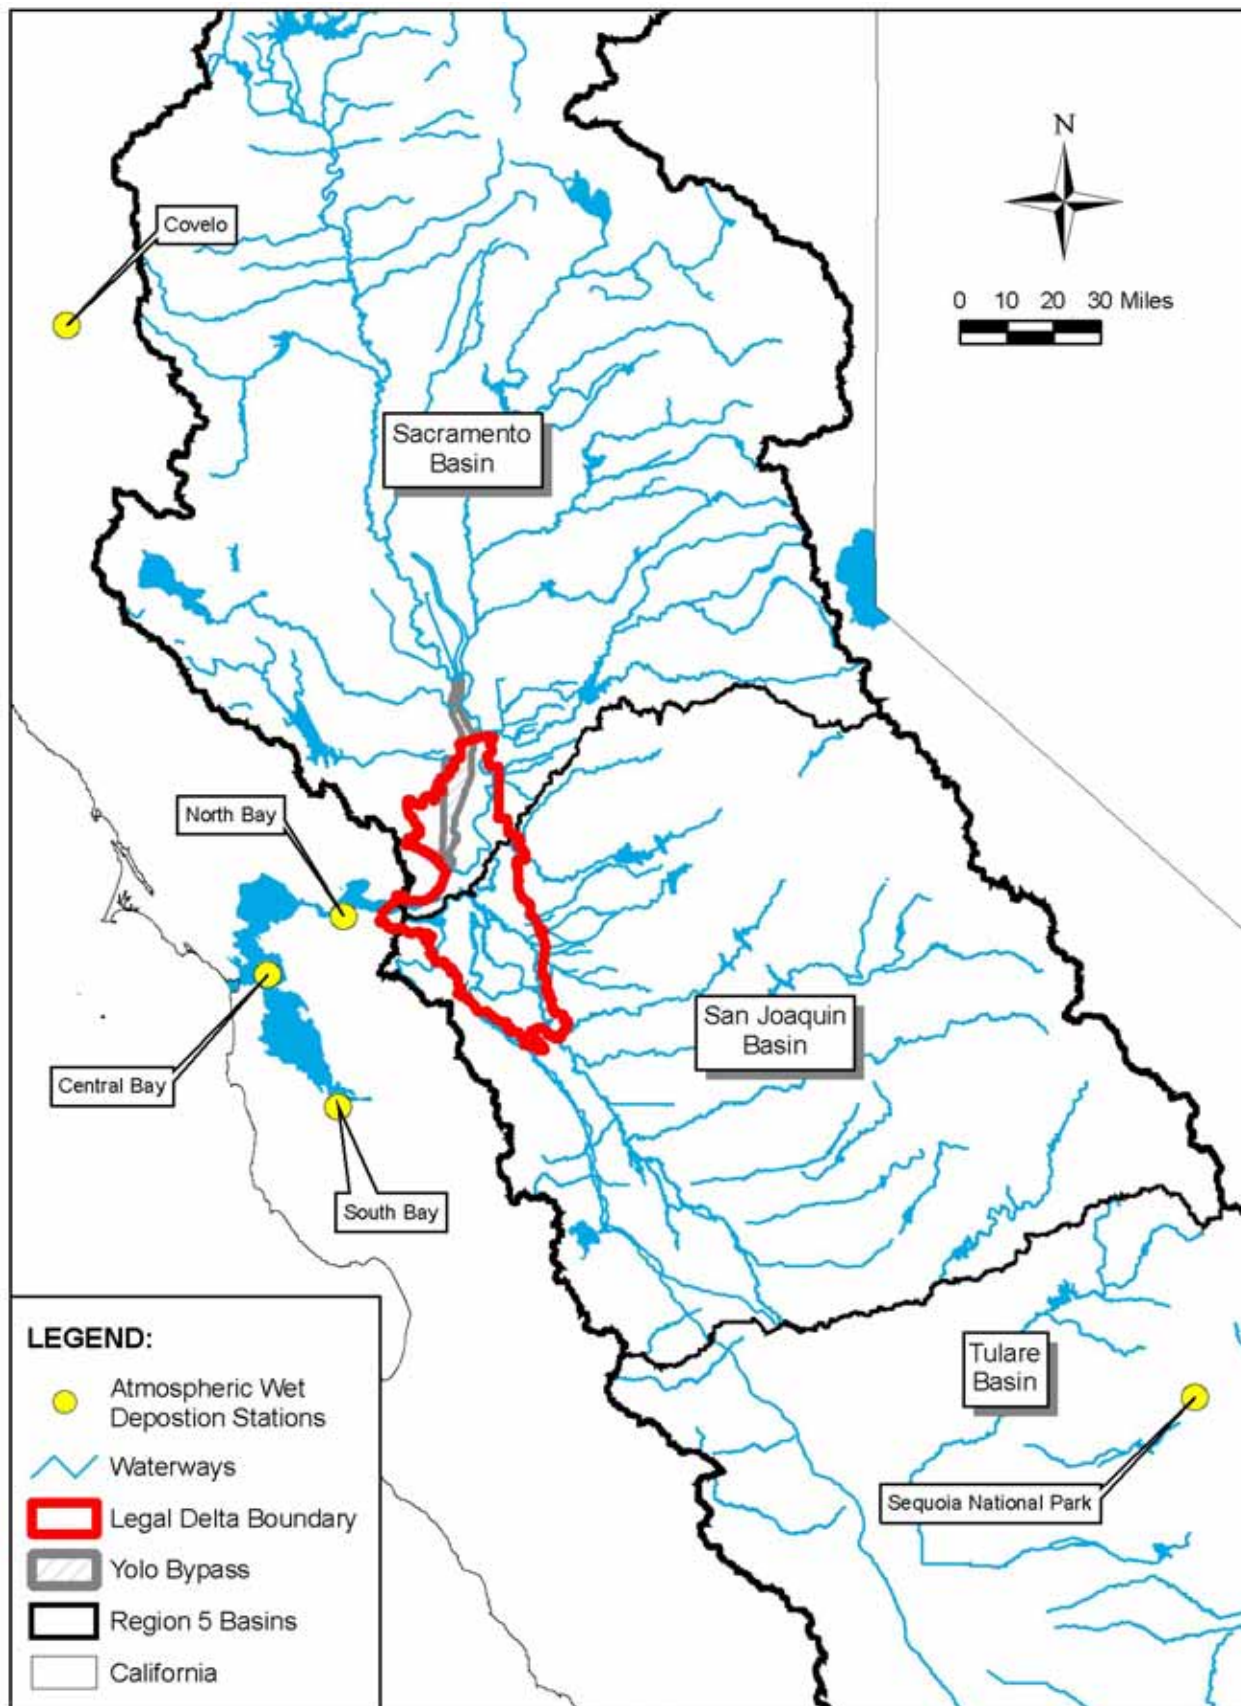 N
0 10 20 30 Miles
Covelo
Sacramento
Basin
North Bay
Central Bay
South Bay
San Joaquin
Basin
Tulare
Basin
Sequoia National Park
LEGEND:
Atmospheric Wet
Depostion Stations
Waterways
Legal Delta Boundary
Yolo Bypass
Region 5 Basins
California